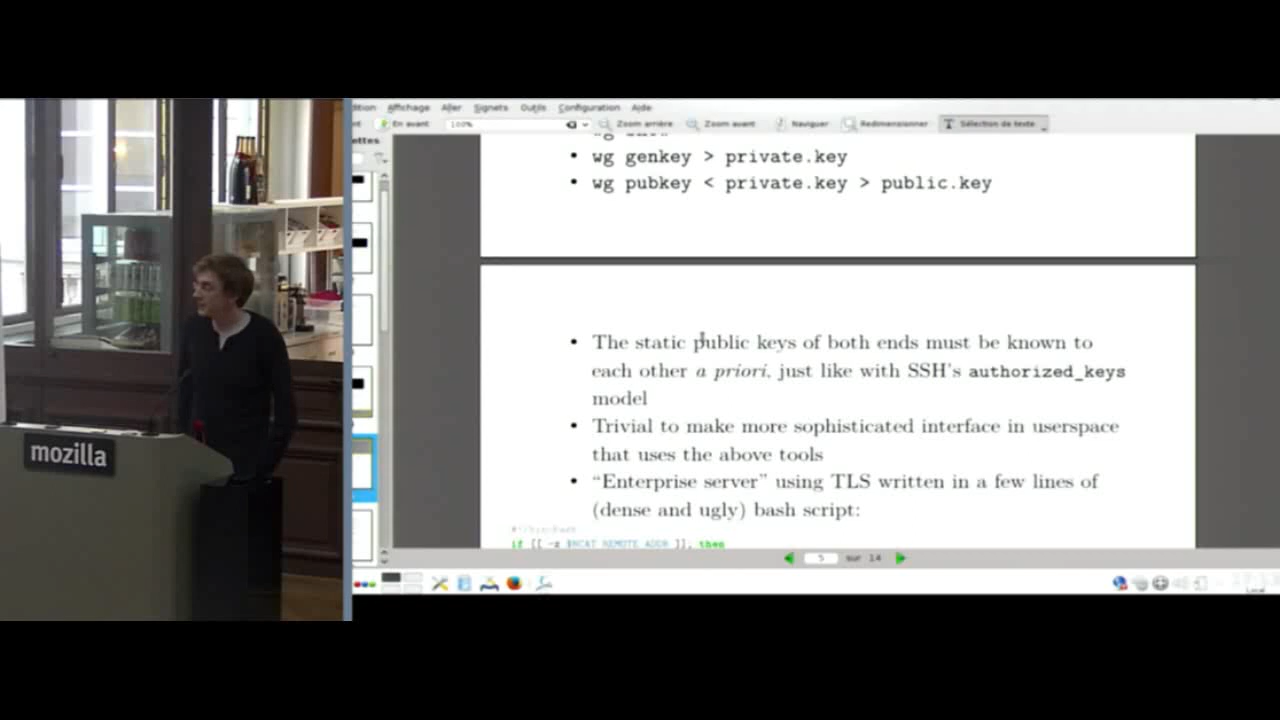 mozilla
Affichage Aller Signets Outils Configuration Aide
En avant 100% Zoom arrière Zoom avant Naviguer Redimensionner Sélection de texte
• wg genkey > private.key
• wg pubkey < private.key > public.key
• The static public keys of both ends must be known to
each other a priori, just like with SSH's authorized_keys
model
• Trivial to make more sophisticated interface in userspace
that uses the above tools
• “Enterprise server” using TLS written in a few lines of
(dense and ugly) bash script:
if [[ -z $NCAT_REMOTE_ADDR ]]; then
5 sur 14